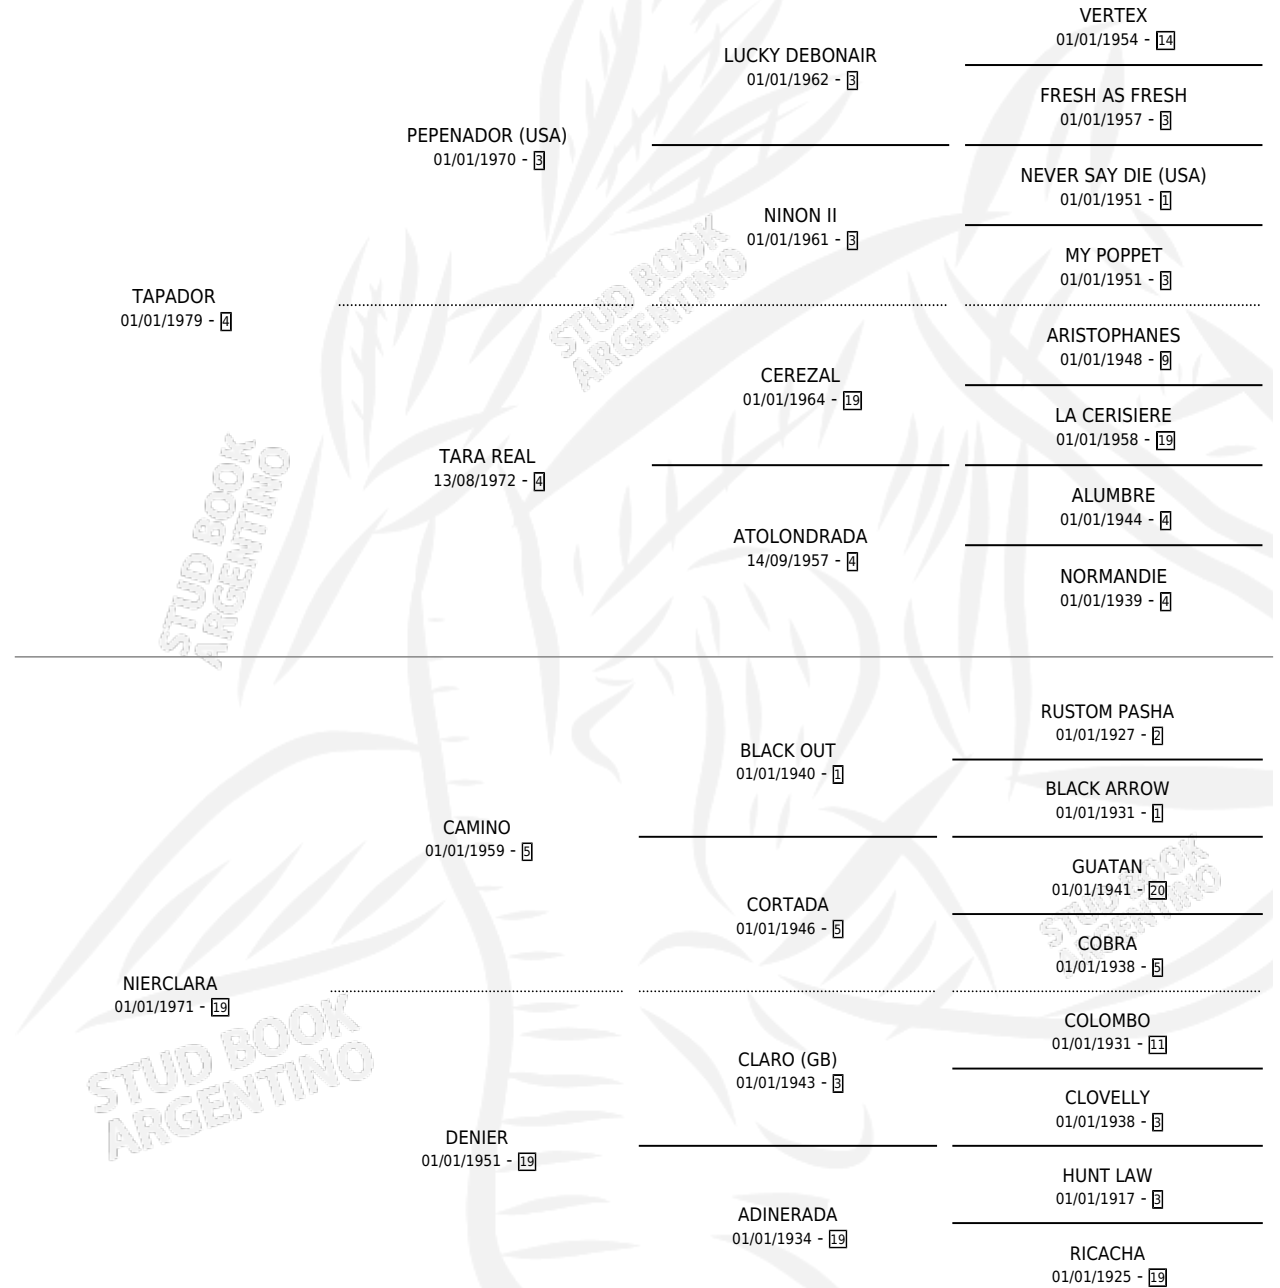 VERTEX
01/01/1954 - 14
LUCKY DEBONAIR
01/01/1962 - 3
FRESH AS FRESH
01/01/1957 - 3
PEPENADOR (USA)
01/01/1970 - 3
NEVER SAY DIE (USA)
01/01/1951 - 1
NINON II
01/01/1961 - 3
MY POPPET
01/01/1951 - 3
TAPADOR
01/01/1979 - 4
ARISTOPHANES
01/01/1948 - 9
CEREZAL
01/01/1964 - 19
LA CERISIERE
01/01/1958 - 19
TARA REAL
13/08/1972 - 4
ALUMBRE
01/01/1944 - 4
ATOLONDRADA
14/09/1957 - 4
NORMANDIE
01/01/1939 - 4
RUSTOM PASHA
01/01/1927 - 2
BLACK OUT
01/01/1940 - 1
BLACK ARROW
01/01/1931 - 1
CAMINO
01/01/1959 - 5
GUATAN
01/01/1941 - 20
CORTADA
01/01/1946 - 5
COBRA
01/01/1938 - 5
NIERCLARA
01/01/1971 - 19
COLOMBO
01/01/1931 - 11
CLARO (GB)
01/01/1943 - 3
CLOVELLY
01/01/1938 - 3
DENIER
01/01/1951 - 19
HUNT LAW
01/01/1917 - 3
ADINERADA
01/01/1934 - 19
RICACHA
01/01/1925 - 19
STUD BOOK
ARGENTINO
STUD BOOK
ARGENTINO
STUD BOOK
ARGENTINO
STUD BOOK
ARGENTINO